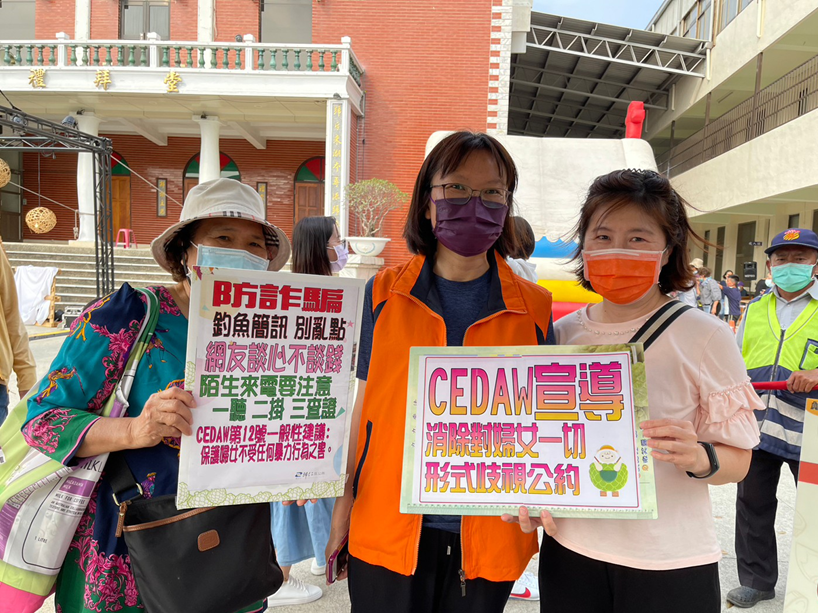 禮拜堂
防詐騙
釣魚簡訊 別亂點
網友談心不談錢
陌生來電要注意
一聽 二掛 三查證
CEDAW第12號一般性建議:
保護婦女不受任何暴力行為之害。
CEDAW宣導
消除對婦女一切
形式歧視公約